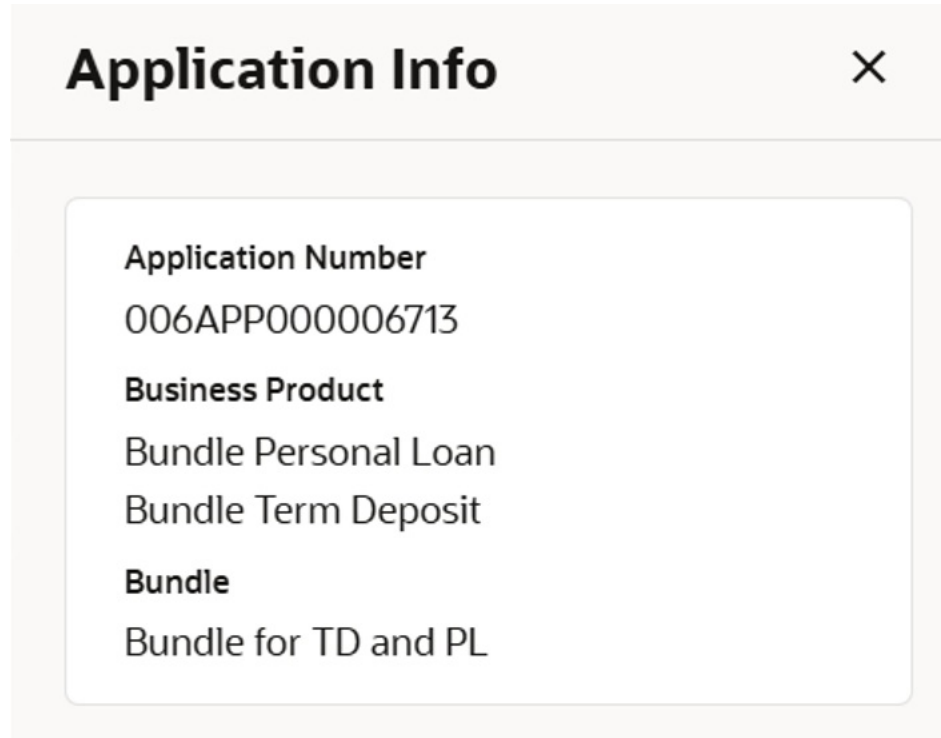 Application Info
Application Number
006APP000006713
Business Product
Bundle Personal Loan
Bundle Term Deposit
Bundle
Bundle for TD and PL